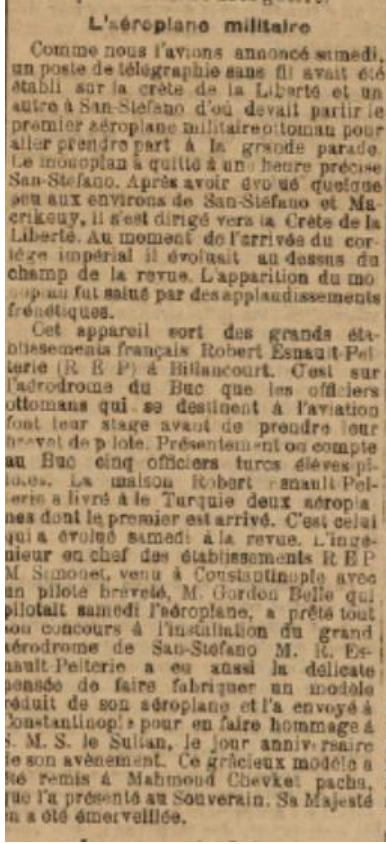 L'aéroplane militaire
Comme nous l'avions annoncé samedi,
un poste de télégraphie sans fil avait été
établi sur la crête de la Liberté et un
autre à San-Stefano d'où devait partir le
premier aéroplane militaire ottoman pour
aller prendre part à la grande parade.
Le monoplan a quitté à une heure précise
San-Stefano. Après avoir évolué quelque
peu aux environs de San-Stefano et Ma-
crikeuy, il s'est dirigé vers la Crête de la
Liberté. Au moment de l'arrivée du cor-
tége impérial il évoluait au dessus du
champ de la revue. L'apparition du mo
nop'an fut salué par des applaudissements
frénétiques.
Cet appareil sort des grands éta-
blissements français Robert Esnault-Pel-
terie (R E P) à Billancourt. C'est sur
l'aérodrome du Buc que les officiers
ottomans qui se destinent à l'aviation
font leur stage avant de prendre leur
brevet de pilote. Présentement on compte
au Buc cinq officiers turcs élèves pi-
lotes. La maison Robert Esnault-Pel-
terie a livré à le Turquie deux aéropla
nes dont le premier est arrivé. C'est celui
qui a évolué samedi à la revue. L'ingé-
nieur en chef des établissements R E P
M Simonet, venu à Constantinople avec
un pilote brèveté, M. Gordon Belle qui
pilotait samedi l'aéroplane, a prêté tout
son concours à l'installation du grand
aérodrome de San-Stefano M. R. Es-
nault-Pelterie a eu aussi la délicate
pensée de faire fabriquer un modèle
réduit de son aéroplane et l'a envoyé à
Constantinople pour en faire hommage à
S. M. S. le Sultan, le jour anniversaire
de son avènement. Ce grâcieux modèle a
été remis à Mahmoud Chevket pacha,
que l'a présenté au Souverain. Sa Majesté
en a été émerveillée.